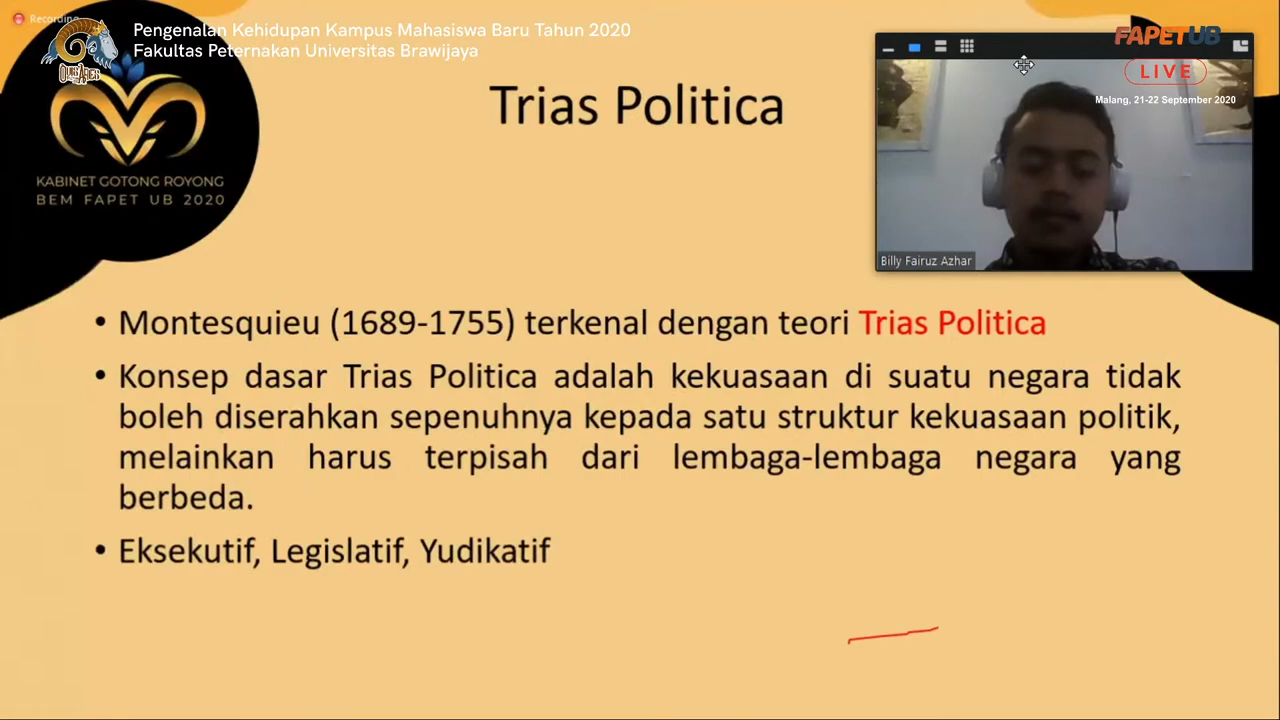 Recording
Pengenalan Kehidupan Kampus Mahasiswa Baru Tahun 2020
Fakultas Peternakan Universitas Brawijaya
FAPETUB
LIVE
Malang, 21-22 September 2020
KABINET GOTONG ROYONG
BEM FAPET UB 2020
Trias Politica
Billy Fairuz Azhar
• Montesquieu (1689-1755) terkenal dengan teori Trias Politica
• Konsep dasar Trias Politica adalah kekuasaan di suatu negara tidak
boleh diserahkan sepenuhnya kepada satu struktur kekuasaan politik,
melainkan harus terpisah dari lembaga-lembaga negara yang
berbeda.
• Eksekutif, Legislatif, Yudikatif